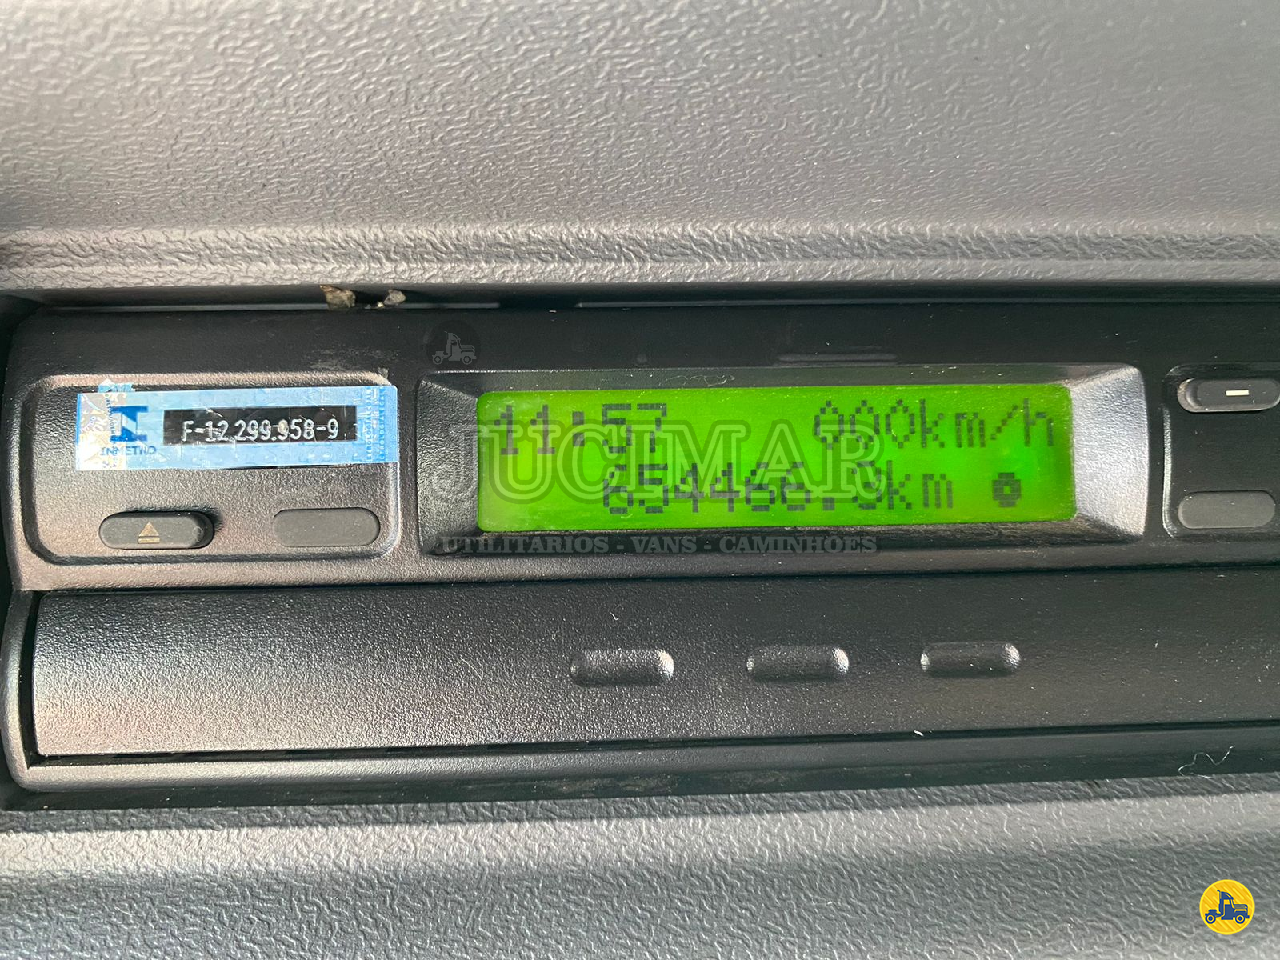 INMETRO
F-12.299.958-9
11:57 000km/h
654466.9km
JUCIMAR
UTILITÁRIOS - VANS - CAMINHÕES